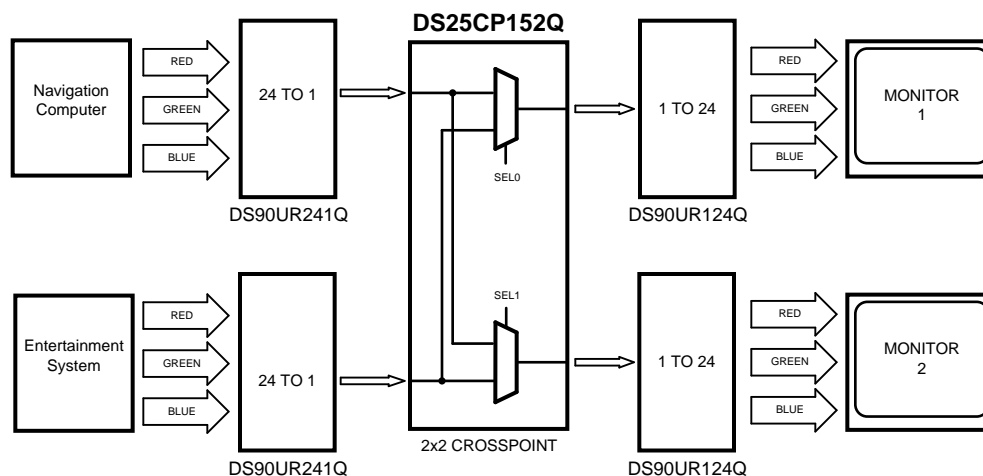 DS25CP152Q
Navigation
Computer
RED
GREEN
BLUE
24 TO 1
DS90UR241Q
SEL0
1 TO 24
DS90UR124Q
RED
GREEN
BLUE
MONITOR
1
Entertainment
System
RED
GREEN
BLUE
24 TO 1
DS90UR241Q
SEL1
2x2 CROSSPOINT
1 TO 24
DS90UR124Q
RED
GREEN
BLUE
MONITOR
2